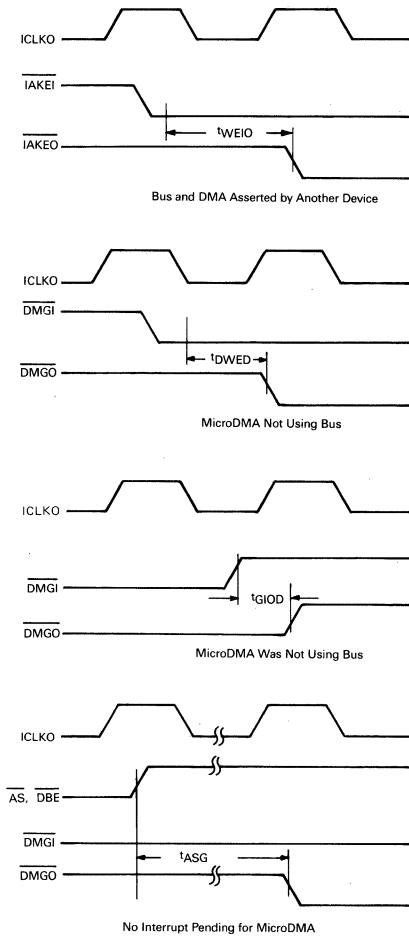 ICLKO
IAKEI
tWEIO
IAKEO
Bus and DMA Asserted by Another Device
ICLKO
DMGI
tDWED
DMGO
MicroDMA Not Using Bus
ICLKO
DMGI
tGIOD
DMGO
MicroDMA Was Not Using Bus
ICLKO
AS, DBE
DMGI
tASG
DMGO
No Interrupt Pending for MicroDMA